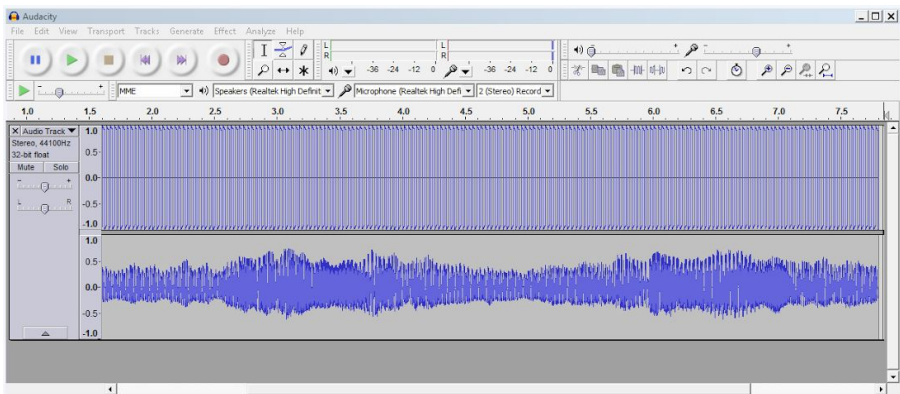 Audacity
File Edit View Transport Tracks Generate Effect Analyze Help
L
R
-36 -24 -12 0
L
R
-36 -24 -12 0
- +
- +
- +
MME
Speakers (Realtek High Definit
Microphone (Realtek High Defi
2 (Stereo) Record
1.0 1.5 2.0 2.5 3.0 3.5 4.0 4.5 5.0 5.5 6.0 6.5 7.0 7.5
X Audio Track
Stereo, 44100Hz
32-bit float
Mute Solo
- +
L R
1.0
0.5-
0.0-
-0.5-
-1.0
1.0
0.5-
0.0-
-0.5-
-1.0